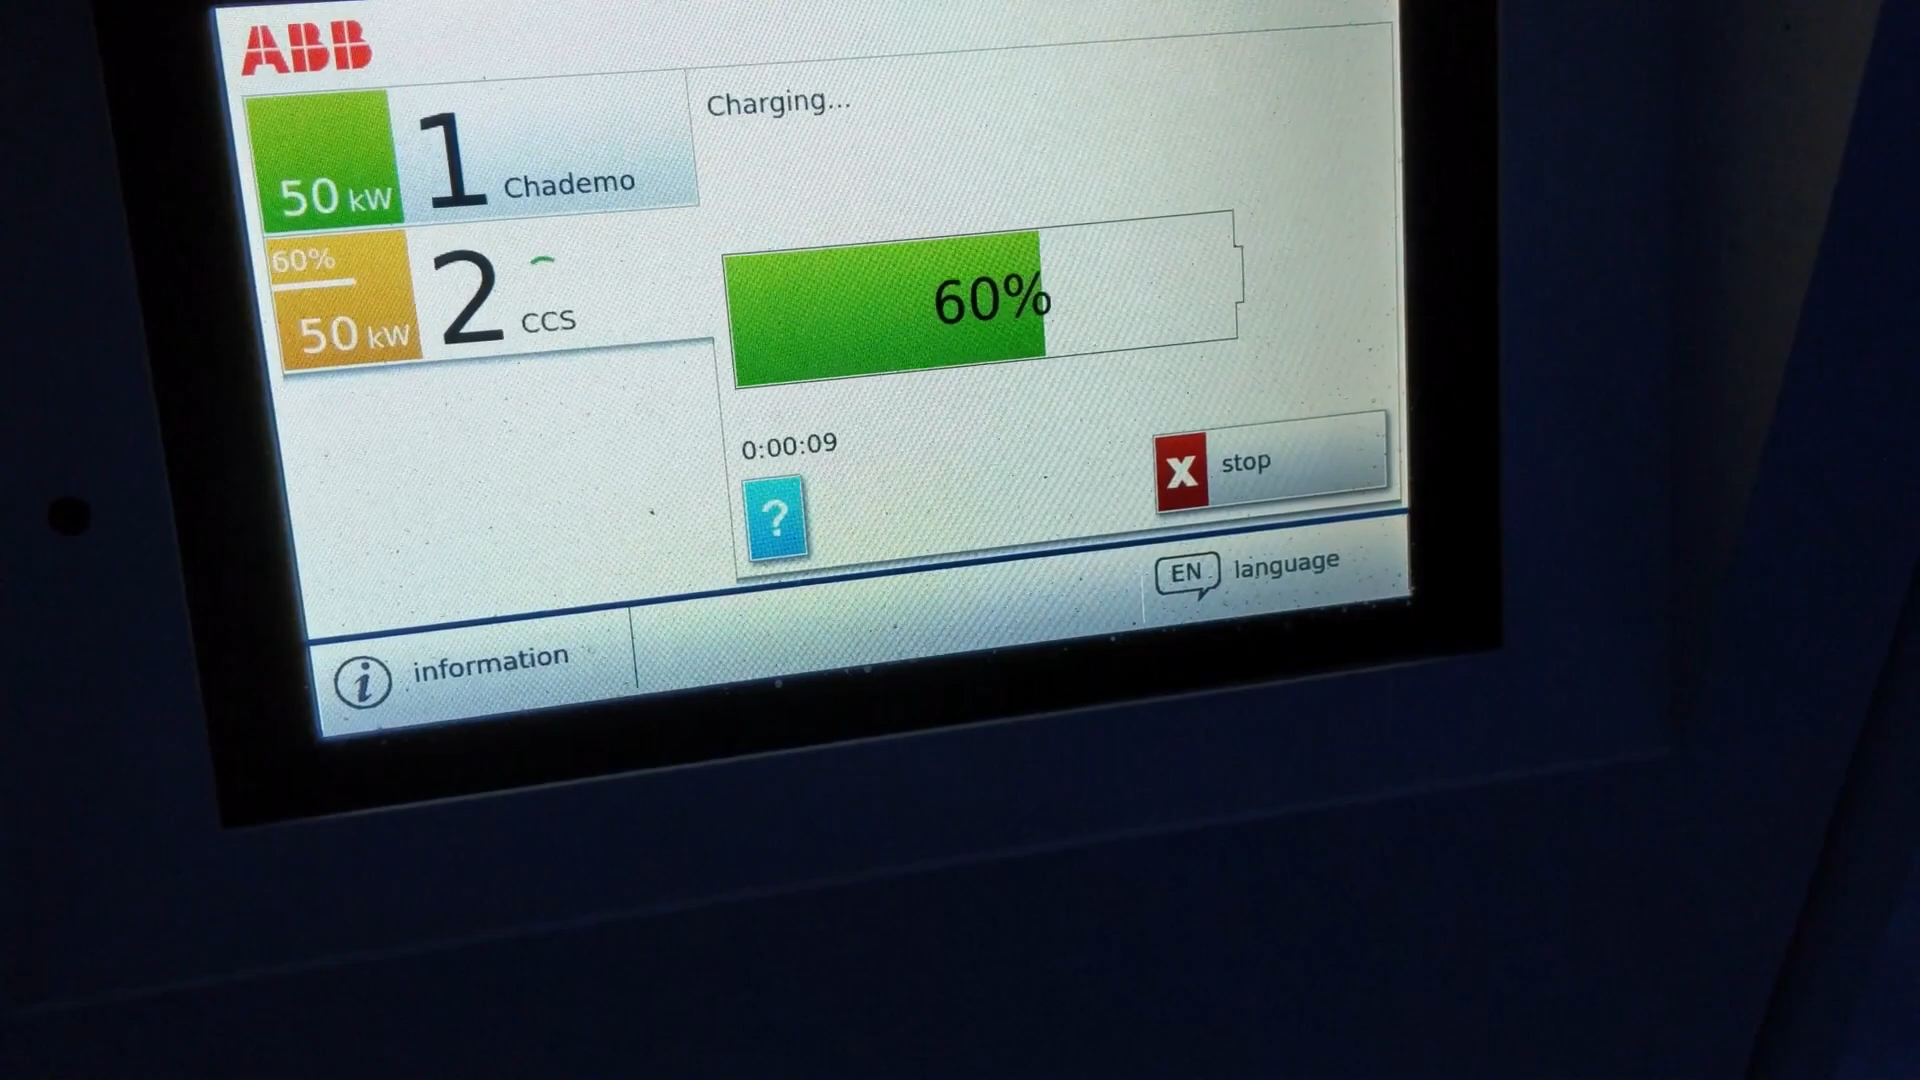 ABB
50 kW
1 Chademo
60%
50 kW
2 CCS
Charging...
60%
0:00:09
?
X stop
i information
EN language